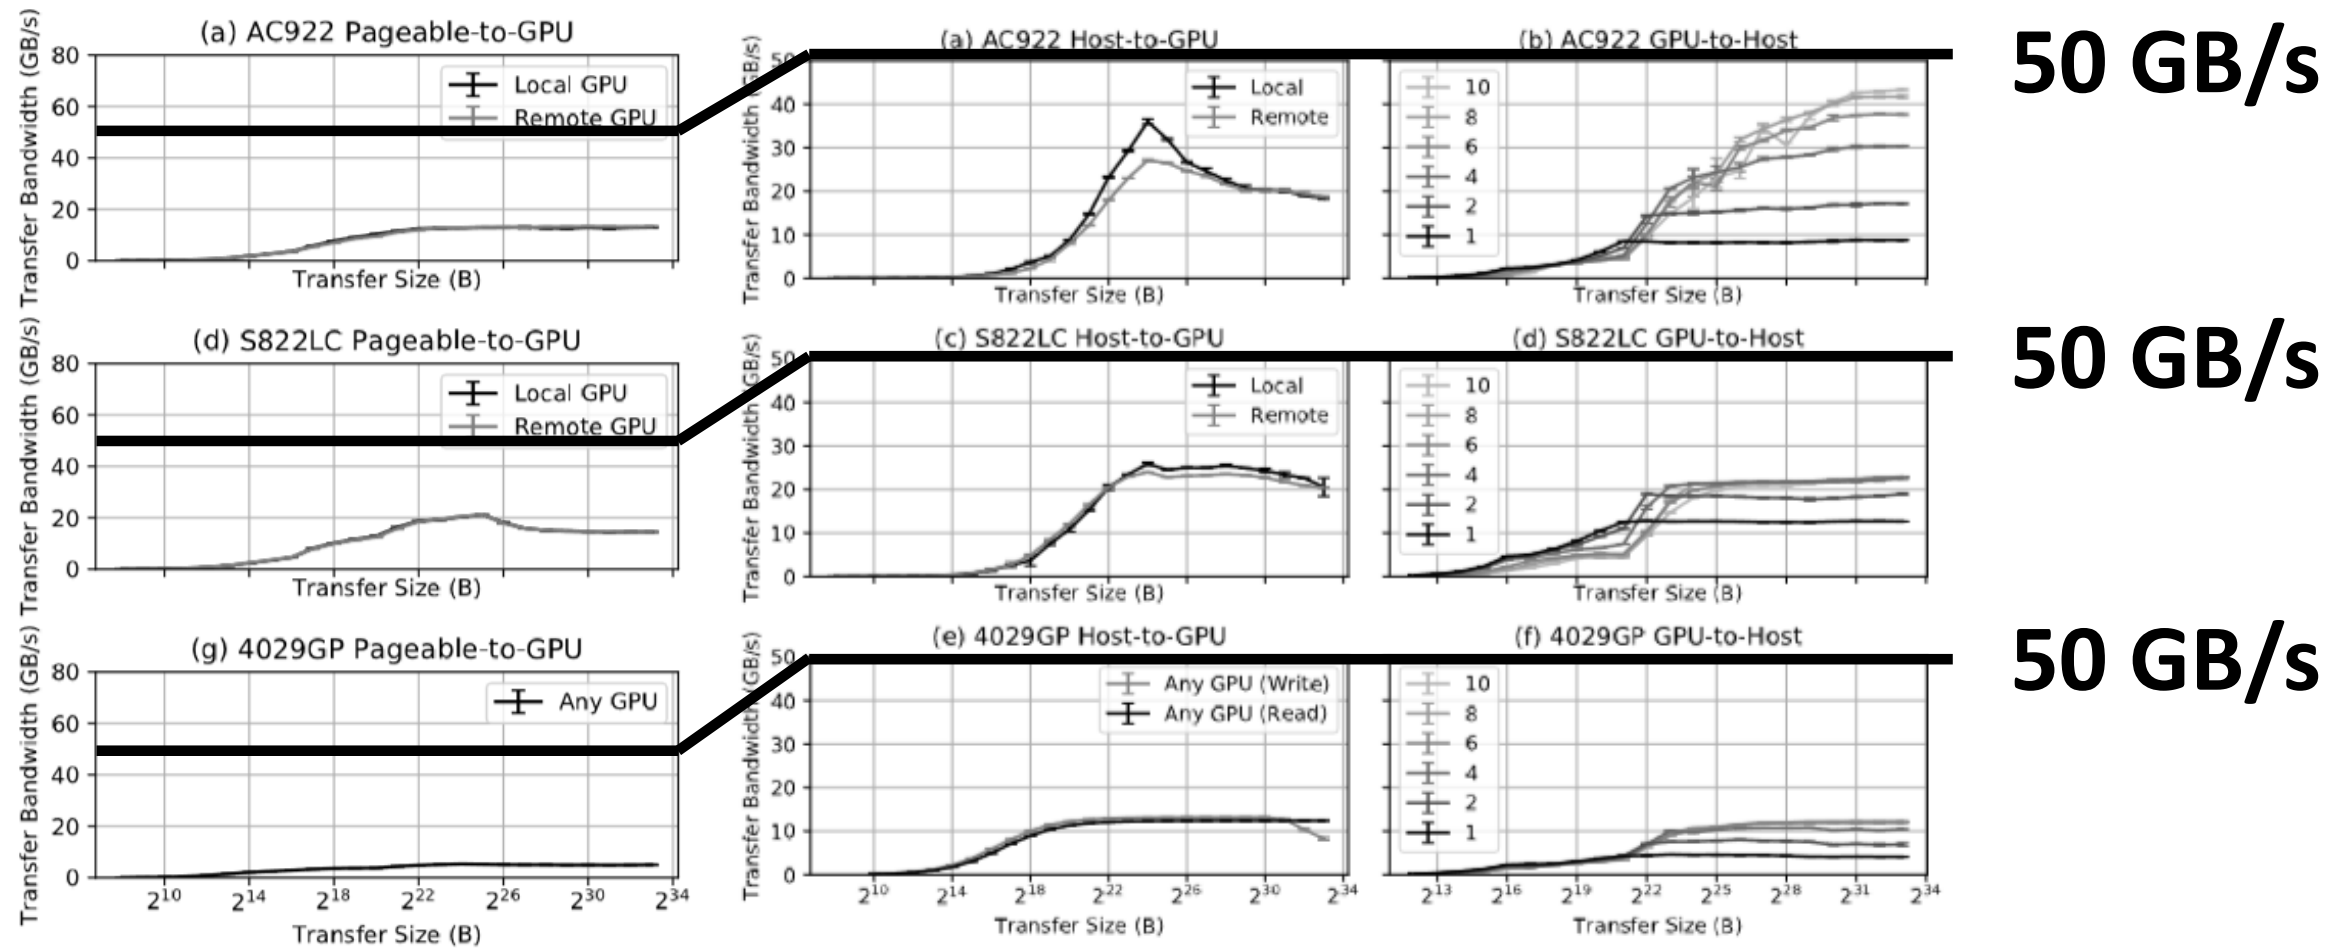 (a) AC922 Pageable-to-GPU
Transfer Bandwidth (GB/s)
80
60
40
20
0
Local GPU
Remote GPU
Transfer Size (B)
(a) AC922 Host-to-GPU
Transfer Bandwidth (GB/s)
50
40
30
20
10
0
Local
Remote
Transfer Size (B)
(b) AC922 GPU-to-Host
10
8
6
4
2
1
Transfer Size (B)
50 GB/s
(d) S822LC Pageable-to-GPU
Transfer Bandwidth (GB/s)
80
60
40
20
0
Local GPU
Remote GPU
Transfer Size (B)
(c) S822LC Host-to-GPU
Transfer Bandwidth (GB/s)
50
40
30
20
10
0
Local
Remote
Transfer Size (B)
(d) S822LC GPU-to-Host
10
8
6
4
2
1
Transfer Size (B)
50 GB/s
(g) 4029GP Pageable-to-GPU
Transfer Bandwidth (GB/s)
80
60
40
20
0
Any GPU
2^10 2^14 2^18 2^22 2^26 2^30 2^34
Transfer Size (B)
(e) 4029GP Host-to-GPU
Transfer Bandwidth (GB/s)
50
40
30
20
10
0
Any GPU (Write)
Any GPU (Read)
2^10 2^14 2^18 2^22 2^26 2^30 2^34
Transfer Size (B)
(f) 4029GP GPU-to-Host
10
8
6
4
2
1
2^13 2^16 2^19 2^22 2^25 2^28 2^31 2^34
Transfer Size (B)
50 GB/s